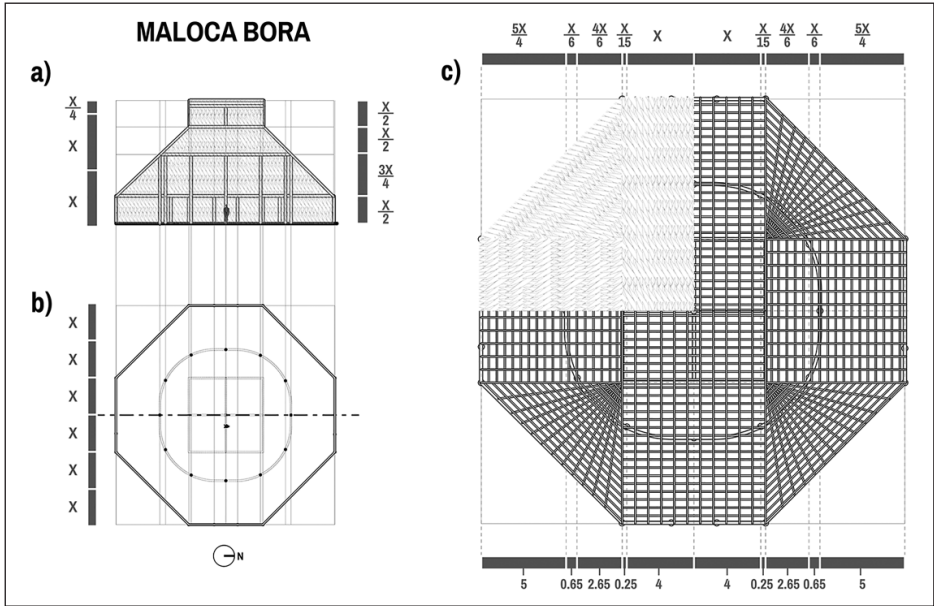 MALOCA BORA
a)
X/4
X
X
X/2
X/2
3X/4
X/2
b)
X
X
X
X
X
X
N
c)
5X/4 X/6 4X/6 X/15 X X X/15 4X/6 X/6 5X/4
5 0.65 2.65 0.25 4 4 0.25 2.65 0.65 5